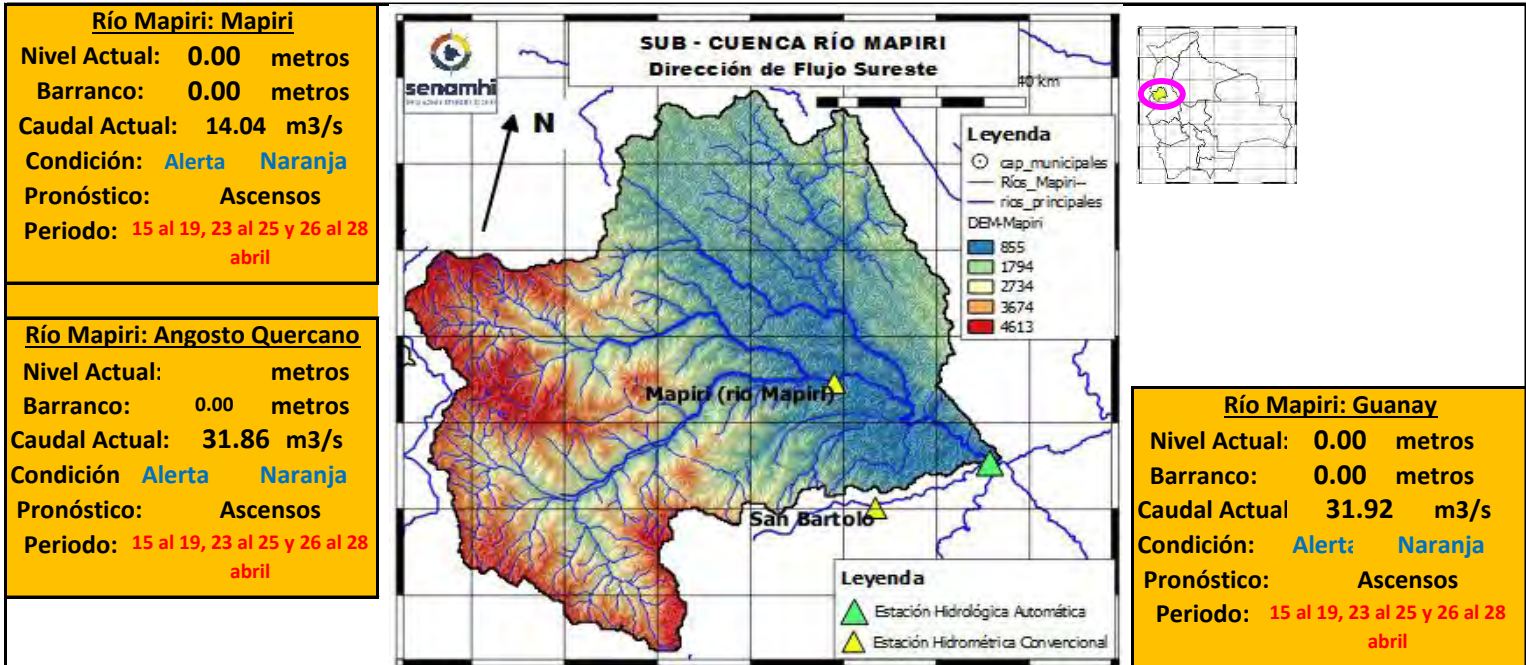 Río Mapiri: Mapiri
Nivel Actual: 0.00 metros
Barranco: 0.00 metros
Caudal Actual: 14.04 m3/s
Condición: Alerta Naranja
Pronóstico: Ascensos
Periodo: 15 al 19, 23 al 25 y 26 al 28
abril
Río Mapiri: Angosto Quercano
Nivel Actual: metros
Barranco: 0.00 metros
Caudal Actual: 31.86 m3/s
Condición Alerta Naranja
Pronóstico: Ascensos
Periodo: 15 al 19, 23 al 25 y 26 al 28
abril
senamhi
SUB - CUENCA RÍO MAPIRI
Dirección de Flujo Sureste
40 km
N
Leyenda
cap_municipales
Ríos_Mapiri--
rios_principales
DEM-Mapiri
855
1794
2734
3674
4613
Mapiri (rio Mapiri)
San Bartolo
Leyenda
Estación Hidrológica Automática
Estación Hidrométrica Convencional
Río Mapiri: Guanay
Nivel Actual: 0.00 metros
Barranco: 0.00 metros
Caudal Actual 31.92 m3/s
Condición: Alerta Naranja
Pronóstico: Ascensos
Periodo: 15 al 19, 23 al 25 y 26 al 28
abril